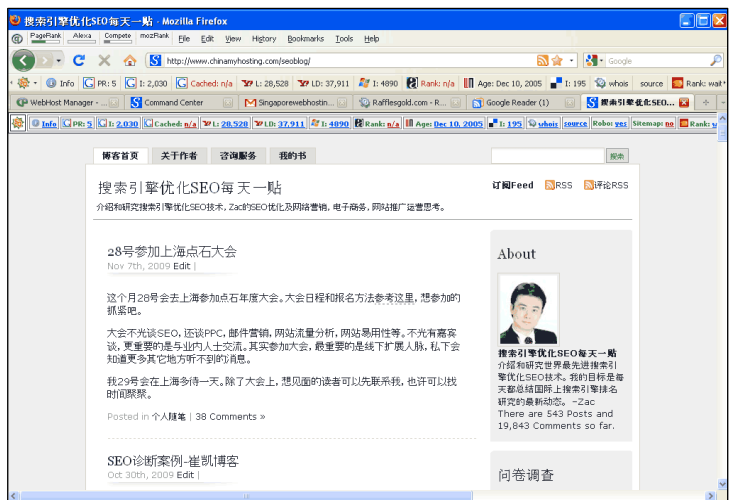 搜索引擎优化SEO每天一贴 - Mozilla Firefox
PageRank Alexa Compete mozRank File Edit View History Bookmarks Tools Help
http://www.chinamyhosting.com/seoblog/ Google
Info PR: 5 I: 2,030 Cached: n/a L: 28,528 LD: 37,911 I: 4890 Rank: n/a Age: Dec 10, 2005 I: 195 whois source Rank: wait
WebHost Manager - ... Command Center Singaporewebhostin... Rafflesgold.com - R... Google Reader (1) 搜索引擎优化SEO...
Info PR: 5 I: 2,030 Cached: n/a L: 28,528 LD: 37,911 I: 4890 Rank: n/a Age: Dec 10, 2005 I: 195 whois source Robo: yes Sitemap: no Rank:
博客首页 关于作者 咨询服务 我的书 搜索
搜索引擎优化SEO每天一贴 订阅Feed RSS 评论RSS
介绍和研究搜索引擎优化SEO技术, Zac的SEO优化及网络营销, 电子商务, 网站推广运营思考。
28号参加上海点石大会
Nov 7th, 2009 Edit |
这个月28号会去上海参加点石年度大会。大会日程和报名方法参考这里, 想参加的
抓紧吧。
大会不光谈SEO, 还谈PPC, 邮件营销, 网站流量分析, 网站易用性等。不光有嘉宾
谈, 更重要的是与业内人士交流。其实参加大会, 最重要的是线下扩展人脉, 私下会
知道更多其它地方听不到的消息。
我29号会在上海多待一天。除了大会上, 想见面的读者可以先联系我, 也许可以找
时间聚聚。
Posted in 个人随笔 | 38 Comments »
SEO诊断案例-崔凯博客
Oct 30th, 2009 Edit |
About
搜索引擎优化SEO每天一贴
介绍和研究世界最先进搜索引
擎优化SEO技术。我的目标是每
天都总结国际上搜索引擎排名
研究的最新动态。 –Zac
There are 543 Posts and
19,843 Comments so far.
问卷调查